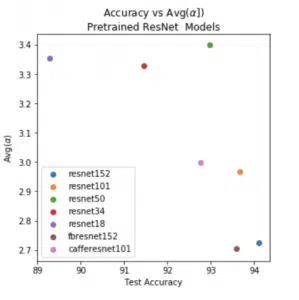 Accuracy vs Avg(α])
Pretrained ResNet Models
Avg(α)
3.4
3.3
3.2
3.1
3.0
2.9
2.8
2.7
resnet152
resnet101
resnet50
resnet34
resnet18
fbresnet152
cafferesnet101
89 90 91 92 93 94
Test Accuracy